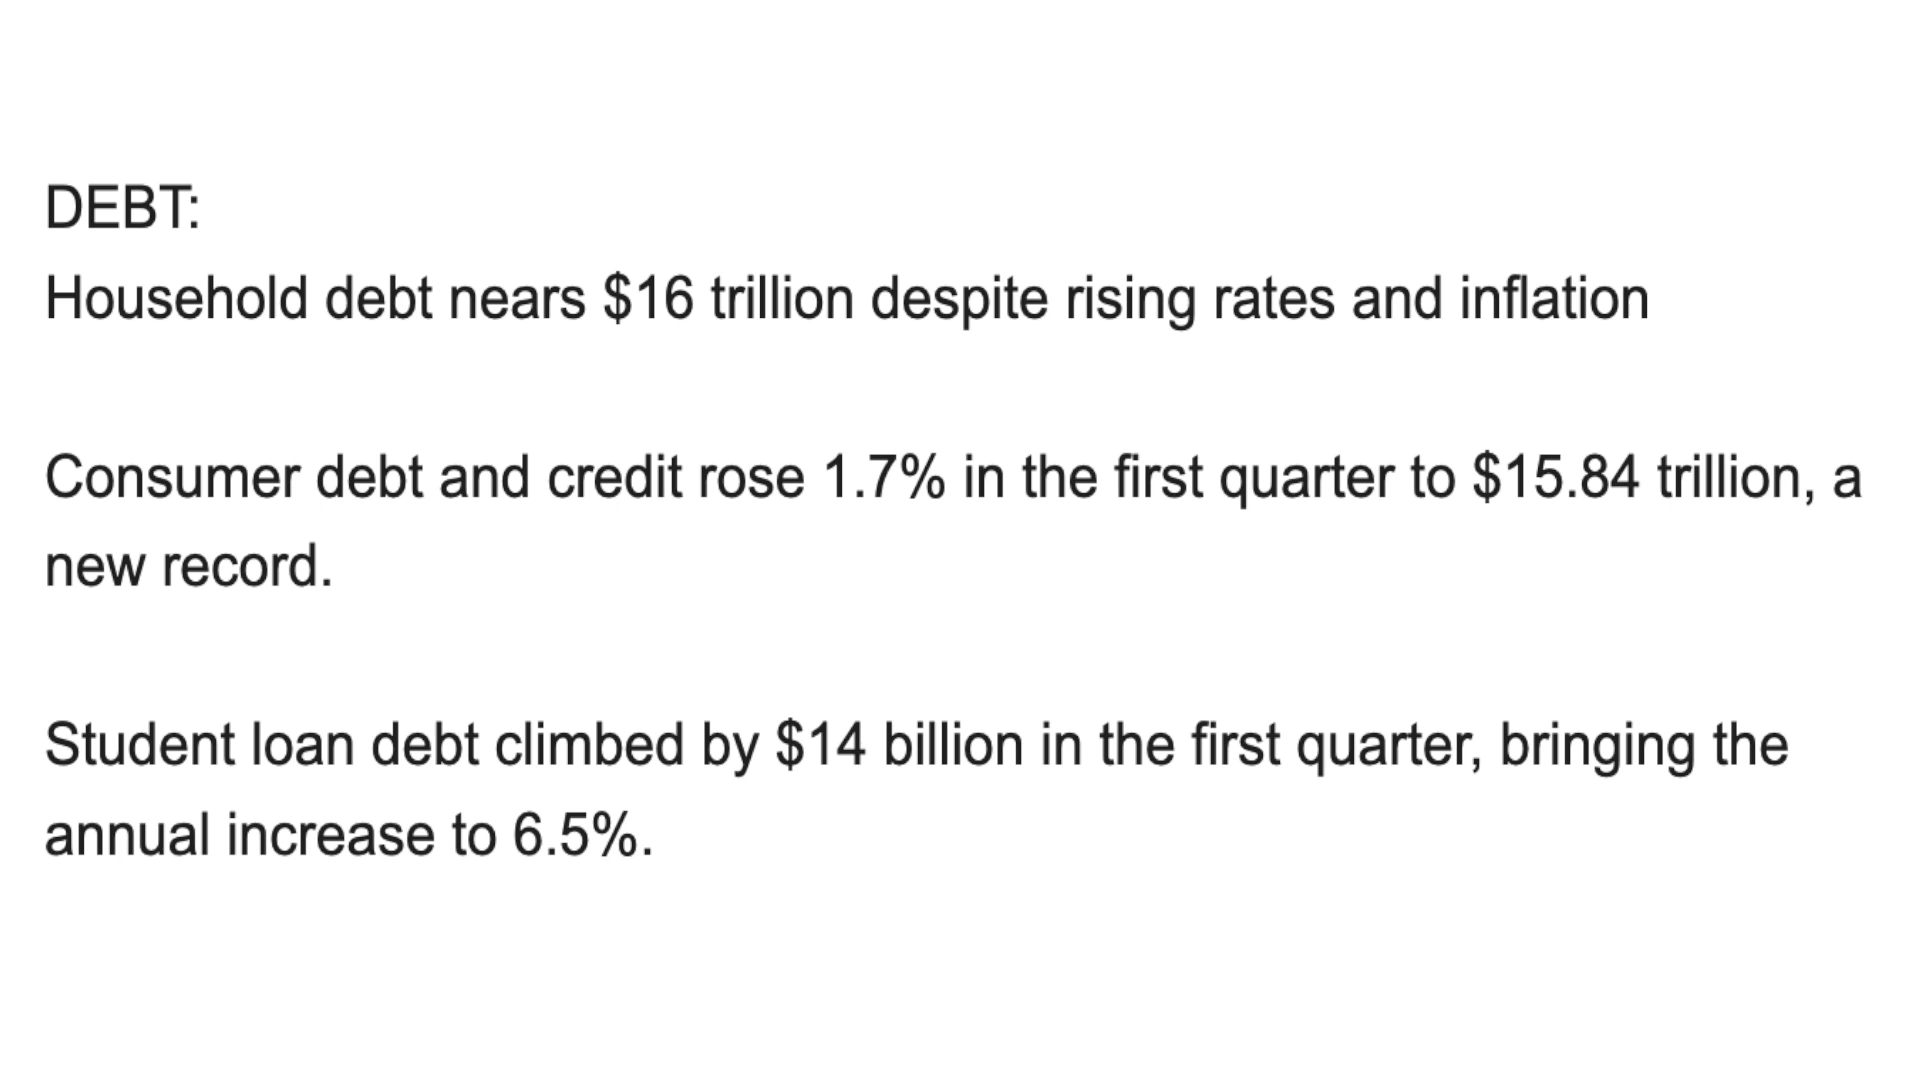 DEBT:
Household debt nears $16 trillion despite rising rates and inflation
Consumer debt and credit rose 1.7% in the first quarter to $15.84 trillion, a
new record.
Student loan debt climbed by $14 billion in the first quarter, bringing the
annual increase to 6.5%.